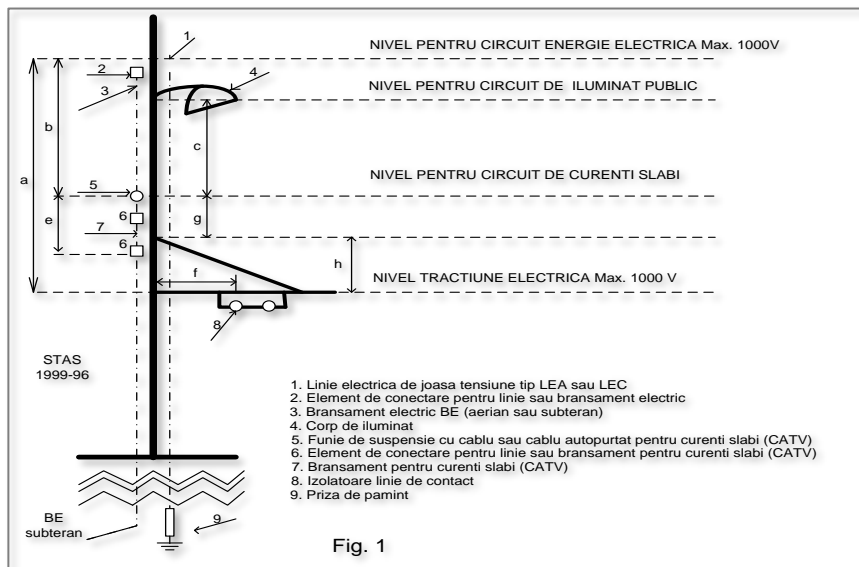 1
NIVEL PENTRU CIRCUIT ENERGIE ELECTRICA Max. 1000V
2
4
3
NIVEL PENTRU CIRCUIT DE ILUMINAT PUBLIC
b
c
a
5
NIVEL PENTRU CIRCUIT DE CURENTI SLABI
6
e
g
7
6
h
f
NIVEL TRACTIUNE ELECTRICA Max. 1000 V
8
STAS
1999-96
1. Linie electrica de joasa tensiune tip LEA sau LEC
2. Element de conectare pentru linie sau bransament electric
3. Bransament electric BE (aerian sau subteran)
4. Corp de iluminat
5. Funie de suspensie cu cablu sau cablu autopurtat pentru curenti slabi (CATV)
6. Element de conectare pentru linie sau bransament pentru curenti slabi (CATV)
7. Bransament pentru curenti slabi (CATV)
8. Izolatoare linie de contact
9. Priza de pamint
BE
subteran
9
Fig. 1